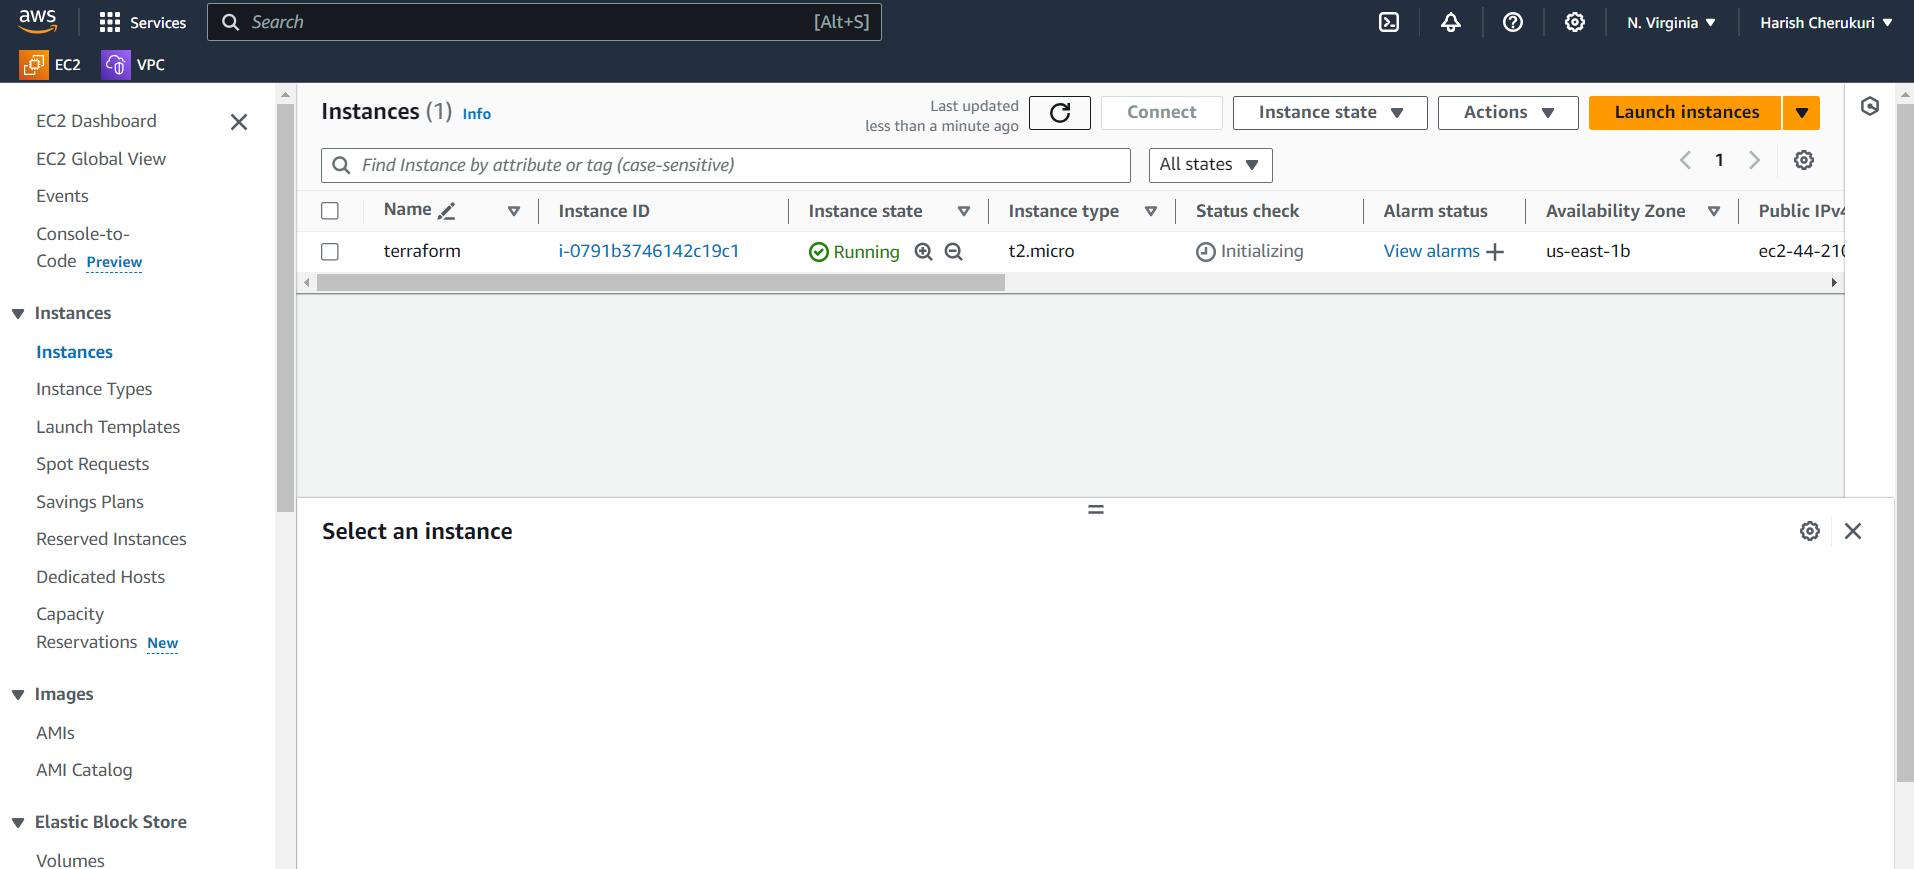 aws
Services
Search
[Alt+S]
N. Virginia
Harish Cherukuri
EC2
VPC
EC2 Dashboard
EC2 Global View
Events
Console-to-
Code Preview
Instances
Instances
Instance Types
Launch Templates
Spot Requests
Savings Plans
Reserved Instances
Dedicated Hosts
Capacity
Reservations New
Images
AMIs
AMI Catalog
Elastic Block Store
Volumes
Instances (1) Info
Last updated
less than a minute ago
Connect
Instance state
Actions
Launch instances
Find Instance by attribute or tag (case-sensitive)
All states
1
Name
Instance ID
Instance state
Instance type
Status check
Alarm status
Availability Zone
Public IPv4
terraform
i-0791b3746142c19c1
Running
t2.micro
Initializing
View alarms
us-east-1b
ec2-44-210
Select an instance